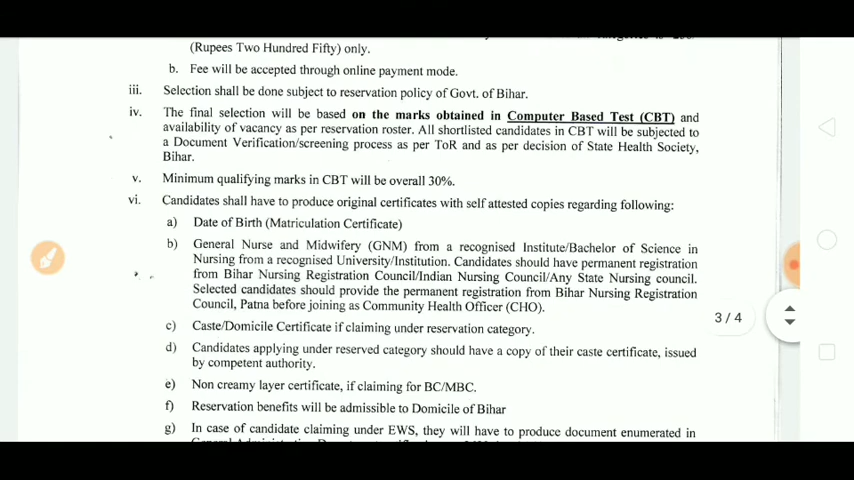 (Rupees Two Hundred Fifty) only.
b. Fee will be accepted through online payment mode.
iii. Selection shall be done subject to reservation policy of Govt. of Bihar.
iv. The final selection will be based on the marks obtained in Computer Based Test (CBT) and
availability of vacancy as per reservation roster. All shortlisted candidates in CBT will be subjected to
a Document Verification/screening process as per ToR and as per decision of State Health Society,
Bihar.
v. Minimum qualifying marks in CBT will be overall 30%.
vi. Candidates shall have to produce original certificates with self attested copies regarding following:
a) Date of Birth (Matriculation Certificate)
b) General Nurse and Midwifery (GNM) from a recognised Institute/Bachelor of Science in
Nursing from a recognised University/Institution. Candidates should have permanent registration
from Bihar Nursing Registration Council/Indian Nursing Council/Any State Nursing council.
Selected candidates should provide the permanent registration from Bihar Nursing Registration
Council, Patna before joining as Community Health Officer (CHO).
3 / 4
c) Caste/Domicile Certificate if claiming under reservation category.
d) Candidates applying under reserved category should have a copy of their caste certificate, issued
by competent authority.
e) Non creamy layer certificate, if claiming for BC/MBC.
f) Reservation benefits will be admissible to Domicile of Bihar
g) In case of candidate claiming under EWS, they will have to produce document enumerated in